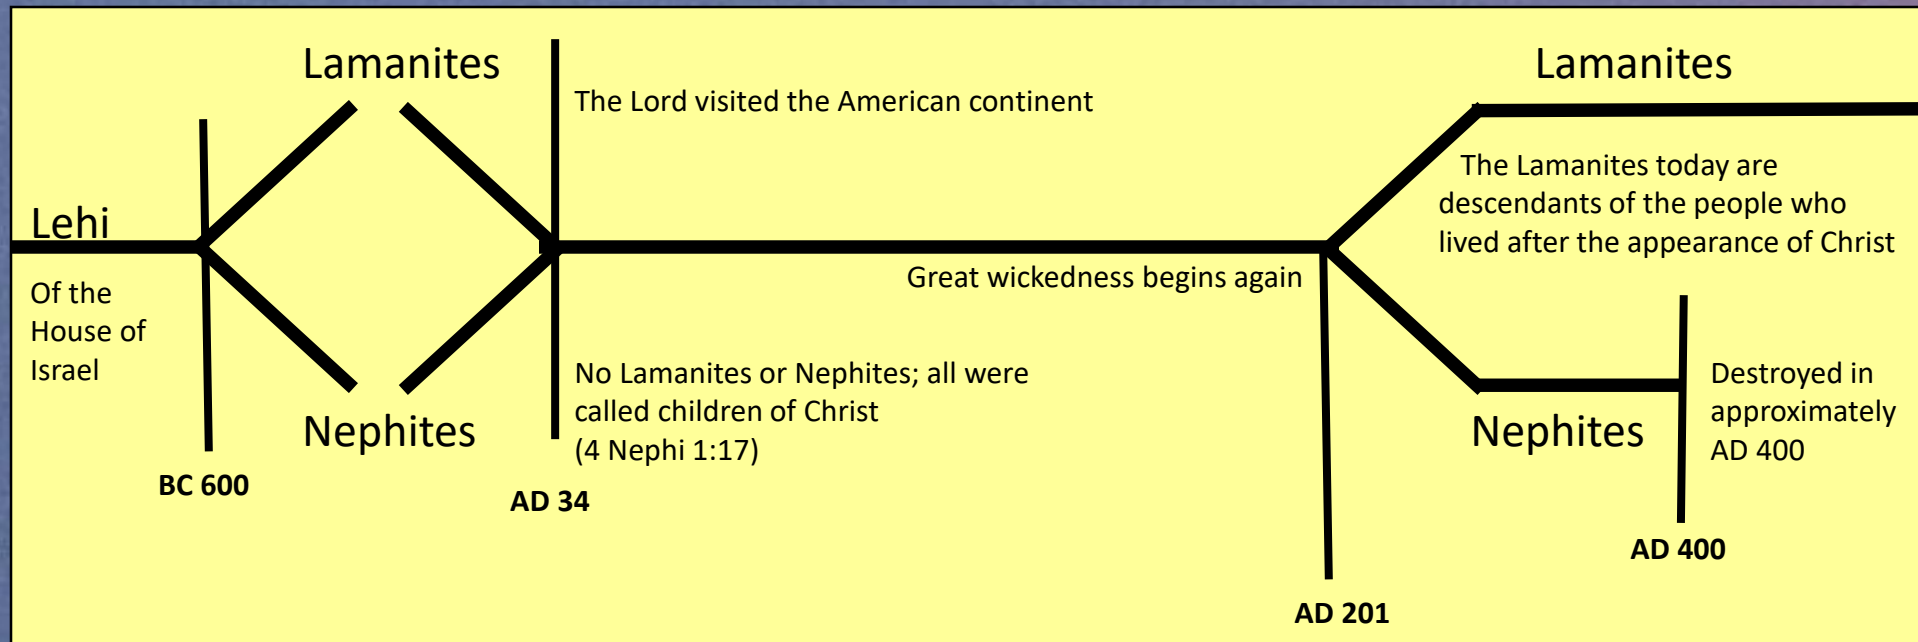 Lehi
Of the
House of
Israel
BC 600
Lamanites
Nephites
The Lord visited the American continent
No Lamanites or Nephites; all were
called children of Christ
(4 Nephi 1:17)
AD 34
Great wickedness begins again
AD 201
Lamanites
The Lamanites today are
descendants of the people who
lived after the appearance of Christ
Nephites
Destroyed in
approximately
AD 400
AD 400